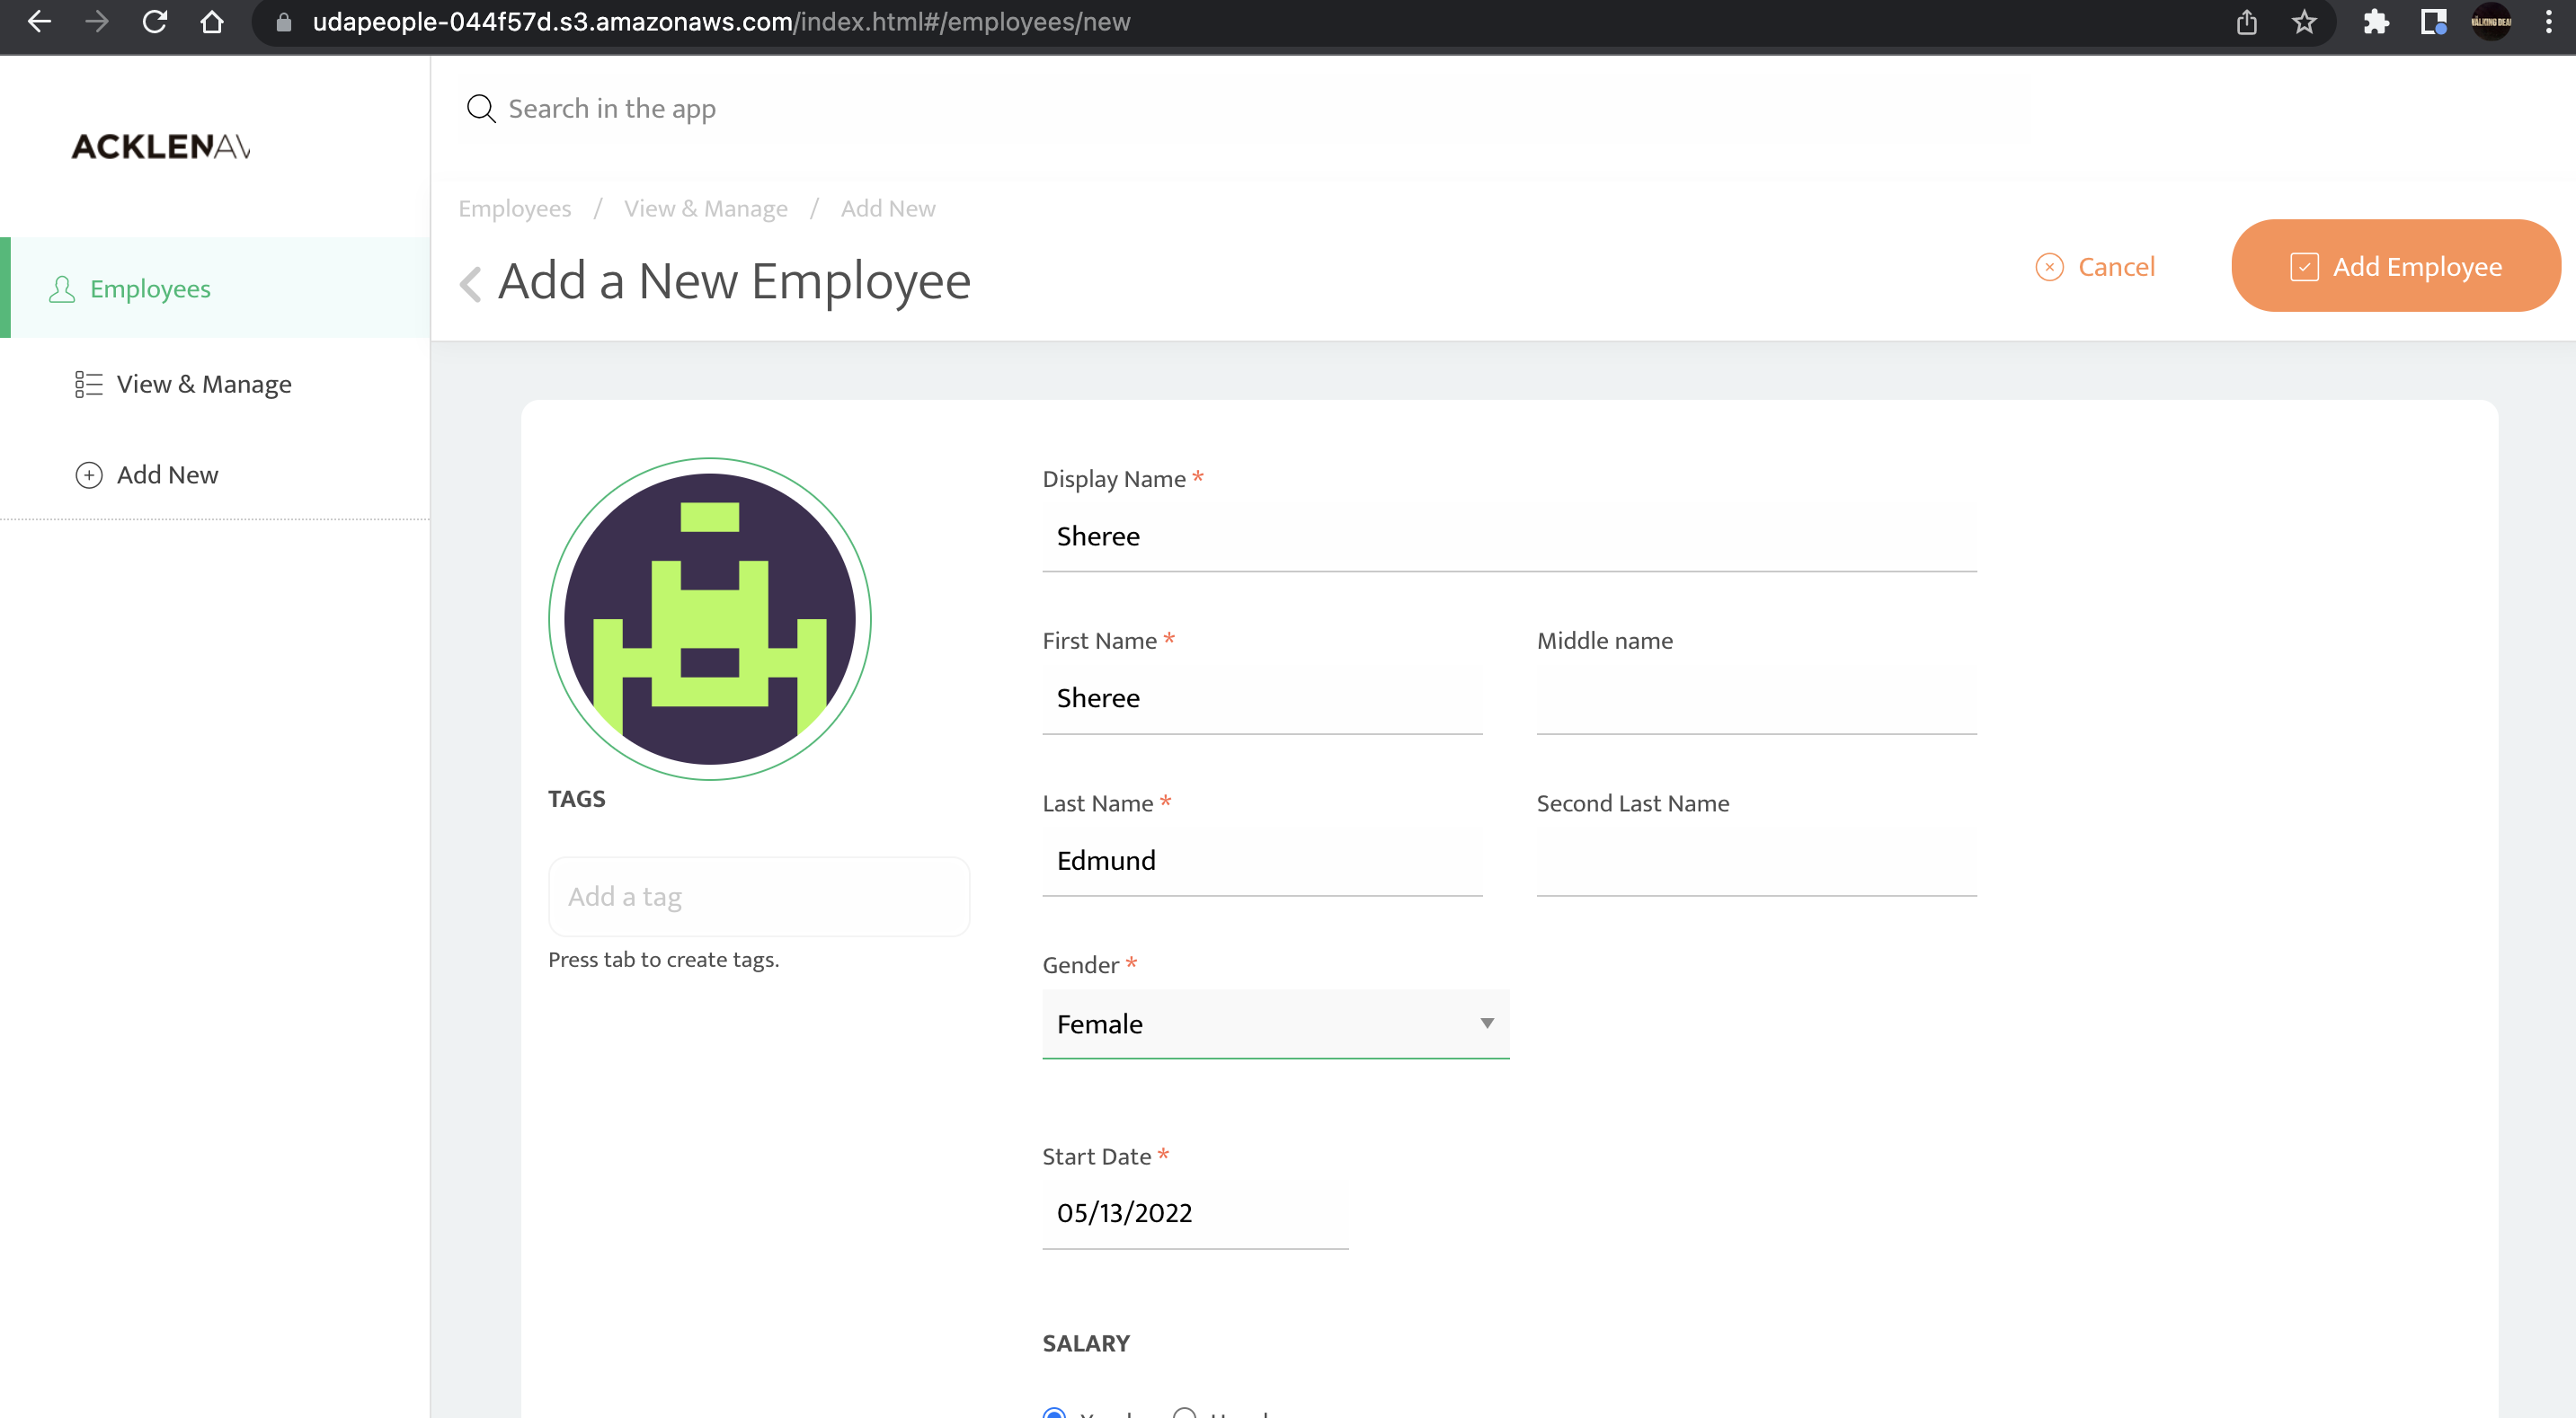 udapeople-044f57d.s3.amazonaws.com/index.html#/employees/new
ACKLENAV
Search in the app
Employees / View & Manage / Add New
Add a New Employee
Cancel
Add Employee
Employees
View & Manage
Add New
Display Name *
Sheree
First Name *
Middle name
Sheree
Last Name *
Second Last Name
Edmund
TAGS
Add a tag
Press tab to create tags.
Gender *
Female
Start Date *
05/13/2022
SALARY